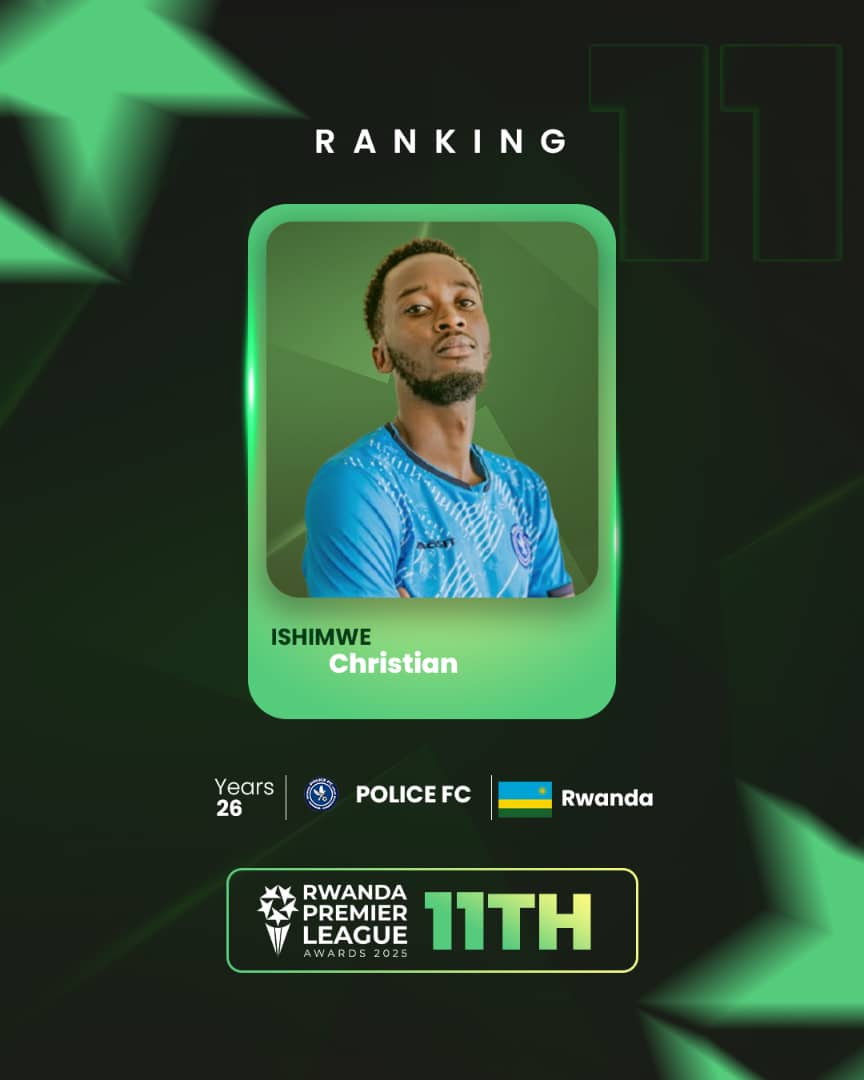 11
RANKING
ISHIMWE
Christian
Years
26
POLICE FC
Rwanda
RWANDA
PREMIER
LEAGUE
AWARDS 2025
11TH